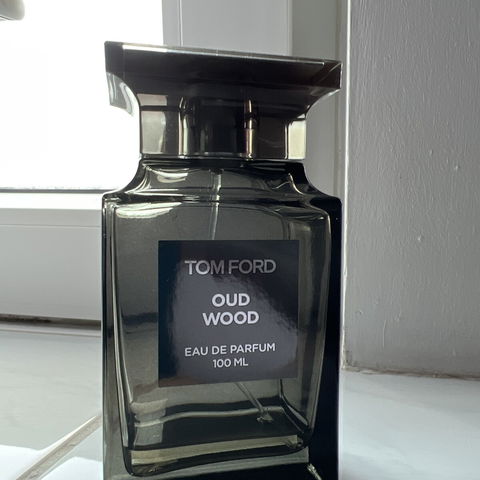 TOM FORD
OUD
WOOD
EAU DE PARFUM
100 ML